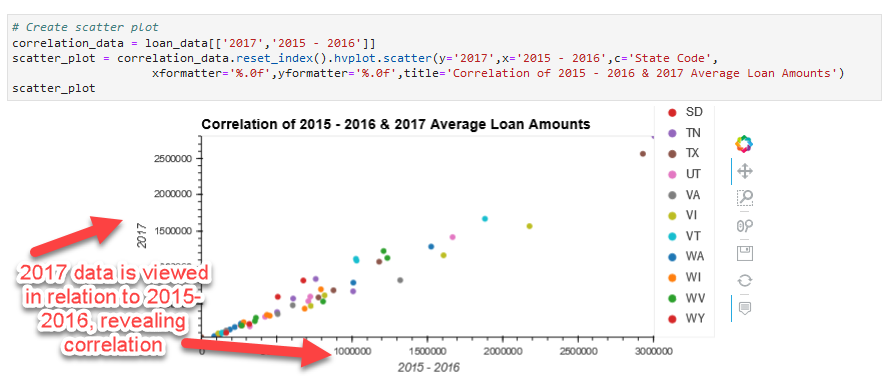 # Create scatter plot
correlation_data = loan_data[['2017','2015 - 2016']]
scatter_plot = correlation_data.reset_index().hvplot.scatter(y='2017',x='2015 - 2016',c='State Code',
xformatter='%.0f',yformatter='%.0f',title='Correlation of 2015 - 2016 & 2017 Average Loan Amounts')
scatter_plot
Correlation of 2015 - 2016 & 2017 Average Loan Amounts
2500000
2000000
1500000
2017
2017 data is viewed
in relation to 2015-
2016, revealing
correlation
0
1000000
1500000
2000000
2500000
3000000
2015 - 2016
SD
TN
TX
UT
VA
VI
VT
WA
WI
WV
WY